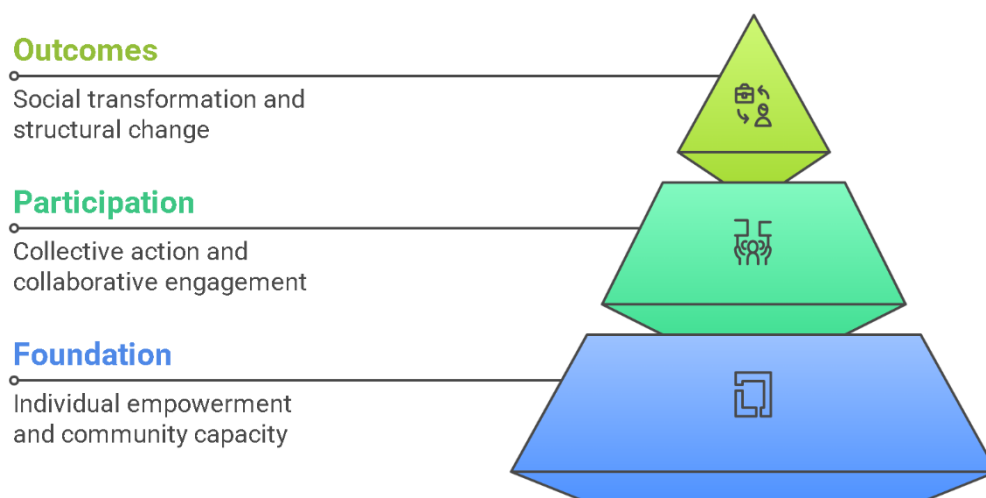 Outcomes
Social transformation and
structural change
Participation
Collective action and
collaborative engagement
Foundation
Individual empowerment
and community capacity